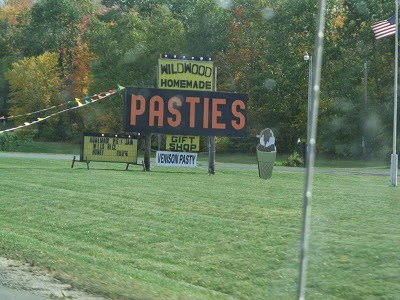 WILDWOOD
HOMEMADE
PASTIES
GIFT
SHOP
VENISON PASTY